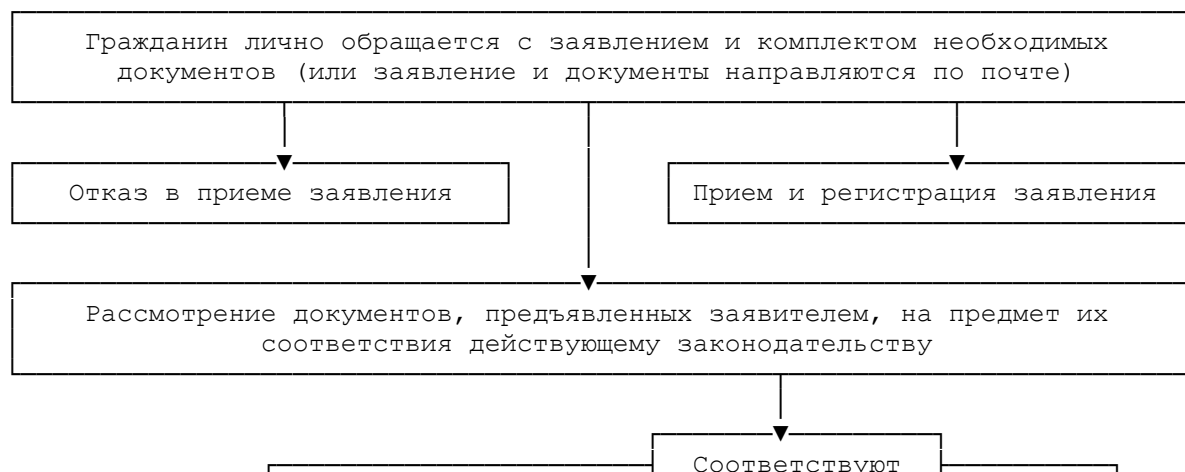 Гражданин лично обращается с заявлением и комплектом необходимых
документов (или заявление и документы направляются по почте)
Отказ в приеме заявления
Прием и регистрация заявления
Рассмотрение документов, предъявленных заявителем, на предмет их
соответствия действующему законодательству
Соответствуют